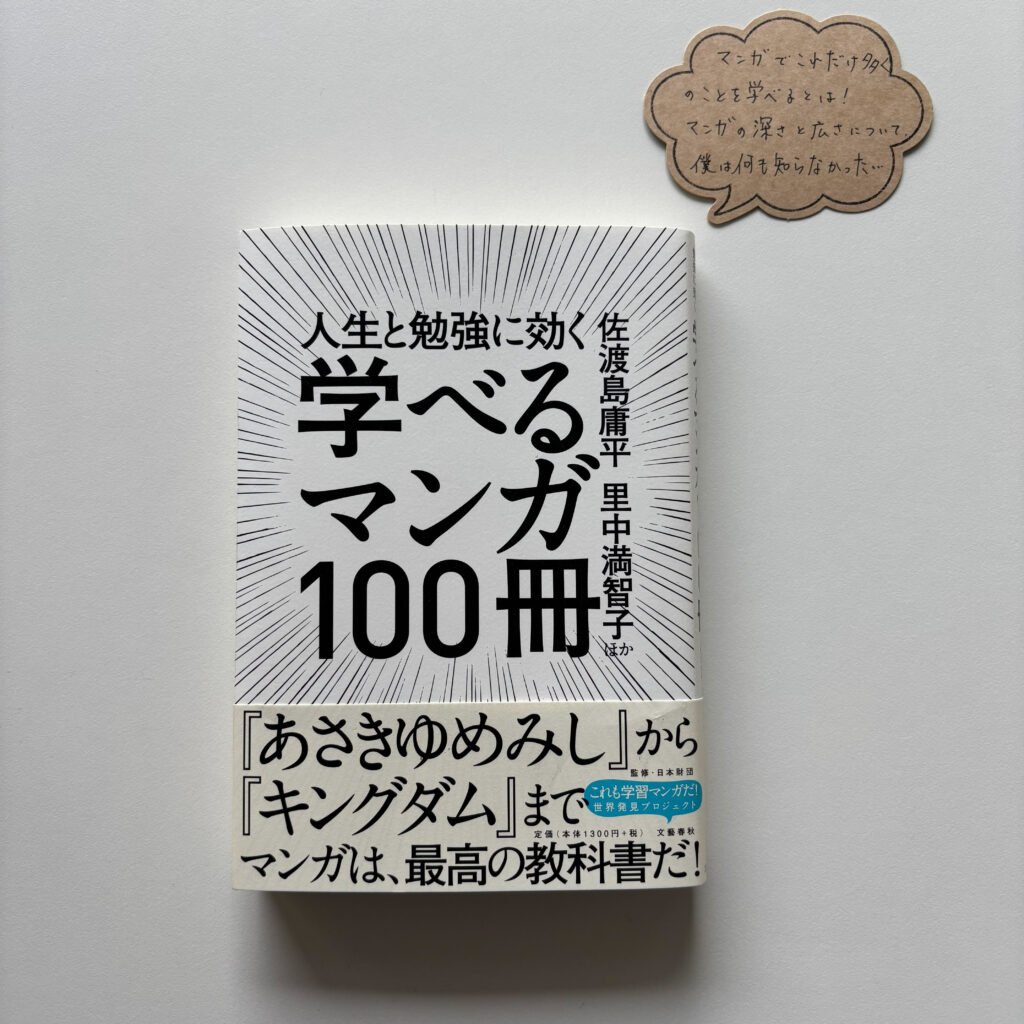 マンガでこれだけ多く
のことを学べるとは!
マンガの深さと広さについて、
僕は何も知らなかった…
人生と勉強に効く
学べる
マンガ
100冊
佐渡島庸平 里中満智子ほか
『あさきゆめみし』から
『キングダム』まで
マンガは、最高の教科書だ!
監修・日本財団
これも学習マンガだ!
世界発見プロジェクト
定価(本体1300円+税) 文藝春秋